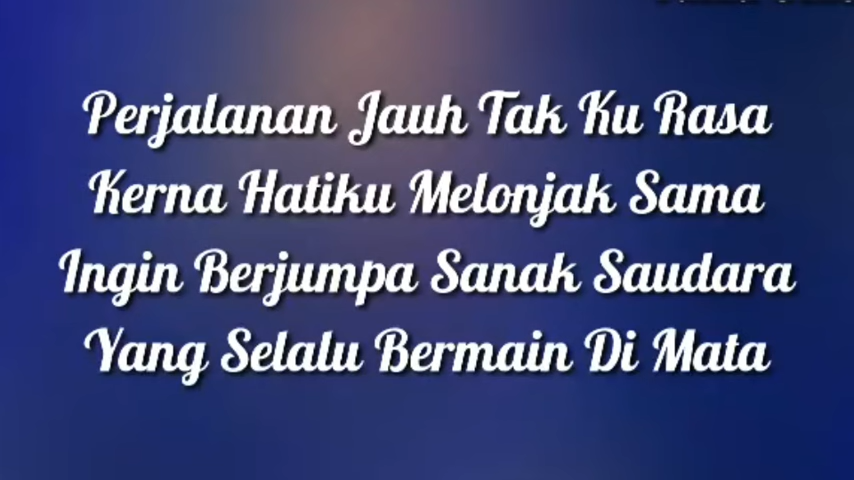 Perjalanan Jauh Tak Ku Rasa
Kerna Hatiku Melonjak Sama
Ingin Berjumpa Sanak Saudara
Yang Selalu Bermain Di Mata